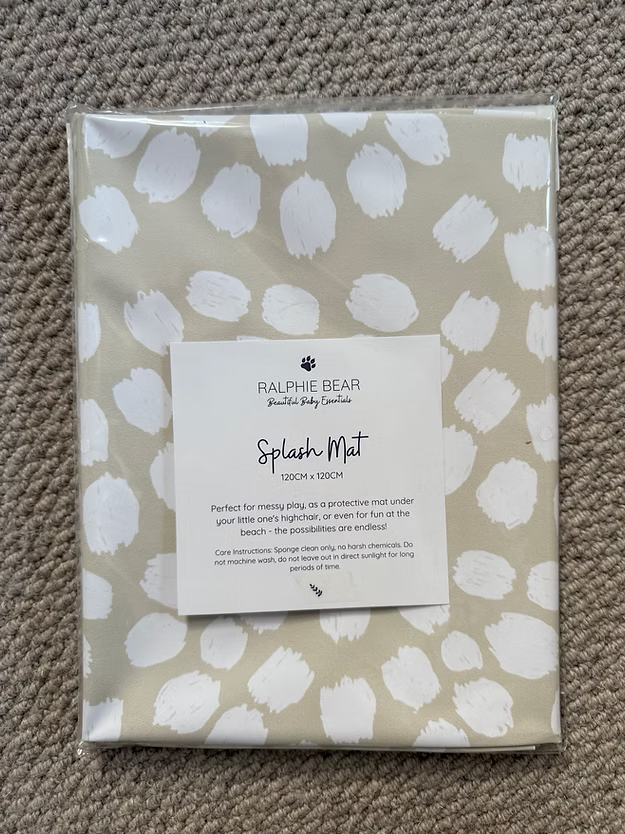 RALPHIE BEAR
Beautiful Baby Essentials
Splash Mat
120CM x 120CM
Perfect for messy play, as a protective mat under
your little one's highchair, or even for fun at the
beach - the possibilities are endless!
Care Instructions: Sponge clean only, no harsh chemicals. Do
not machine wash, do not leave out in direct sunlight for long
periods of time.